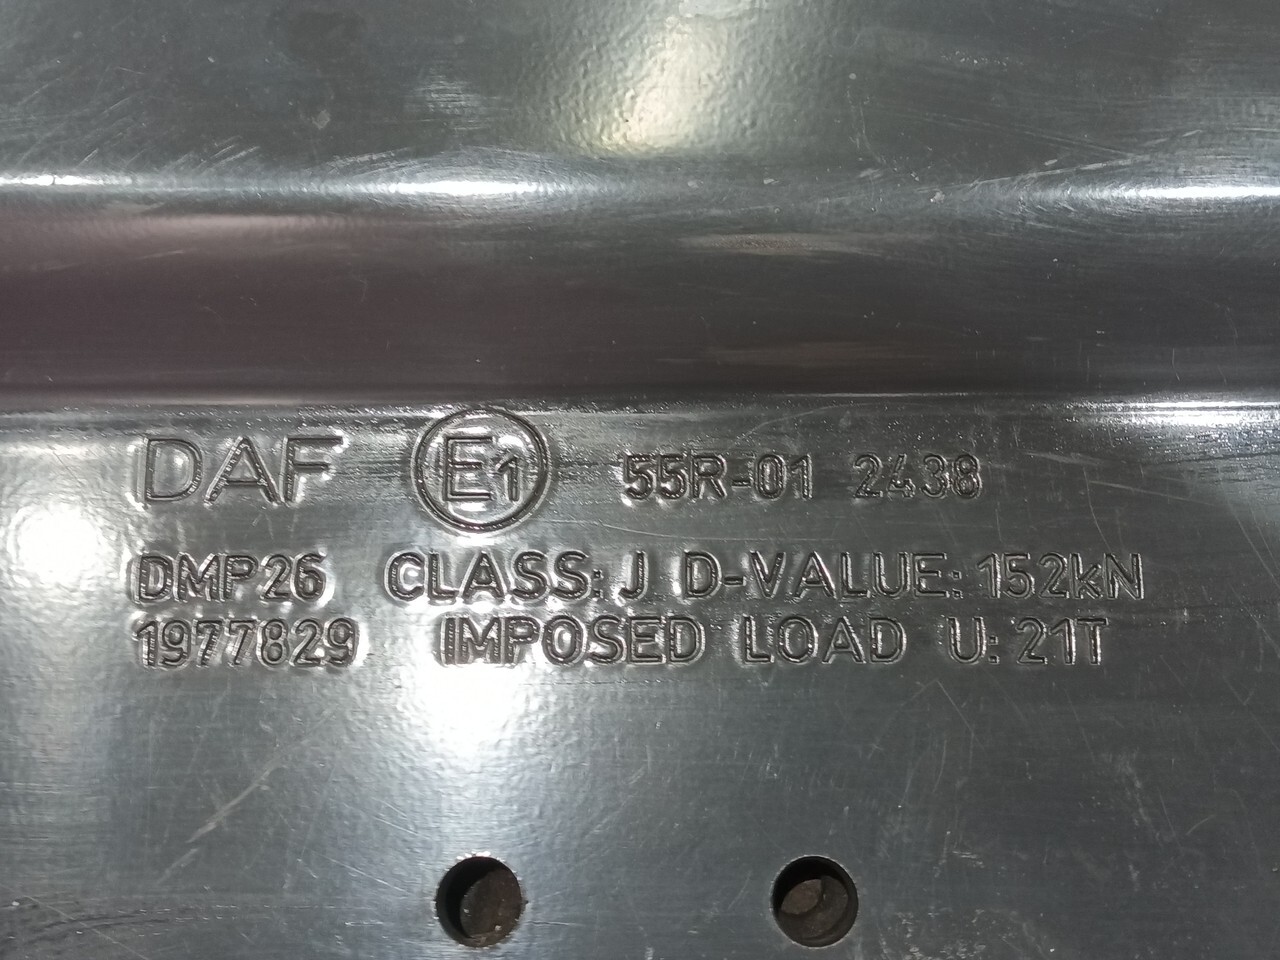 DAF E1 55R-01 2438
DMP26 CLASS: J D-VALUE: 152kN
1977829 IMPOSED LOAD U: 21T